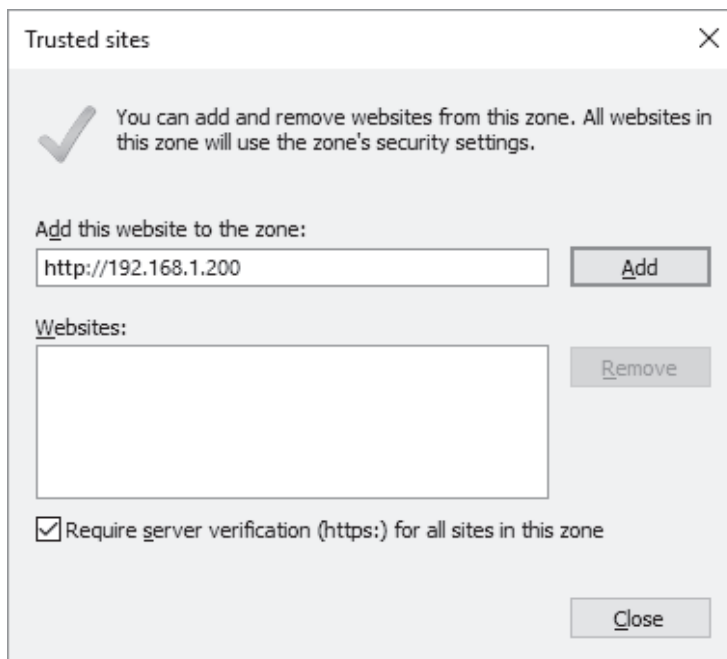 Trusted sites
You can add and remove websites from this zone. All websites in
this zone will use the zone's security settings.
Add this website to the zone:
http://192.168.1.200
Add
Websites:
Remove
Require server verification (https:) for all sites in this zone
Close